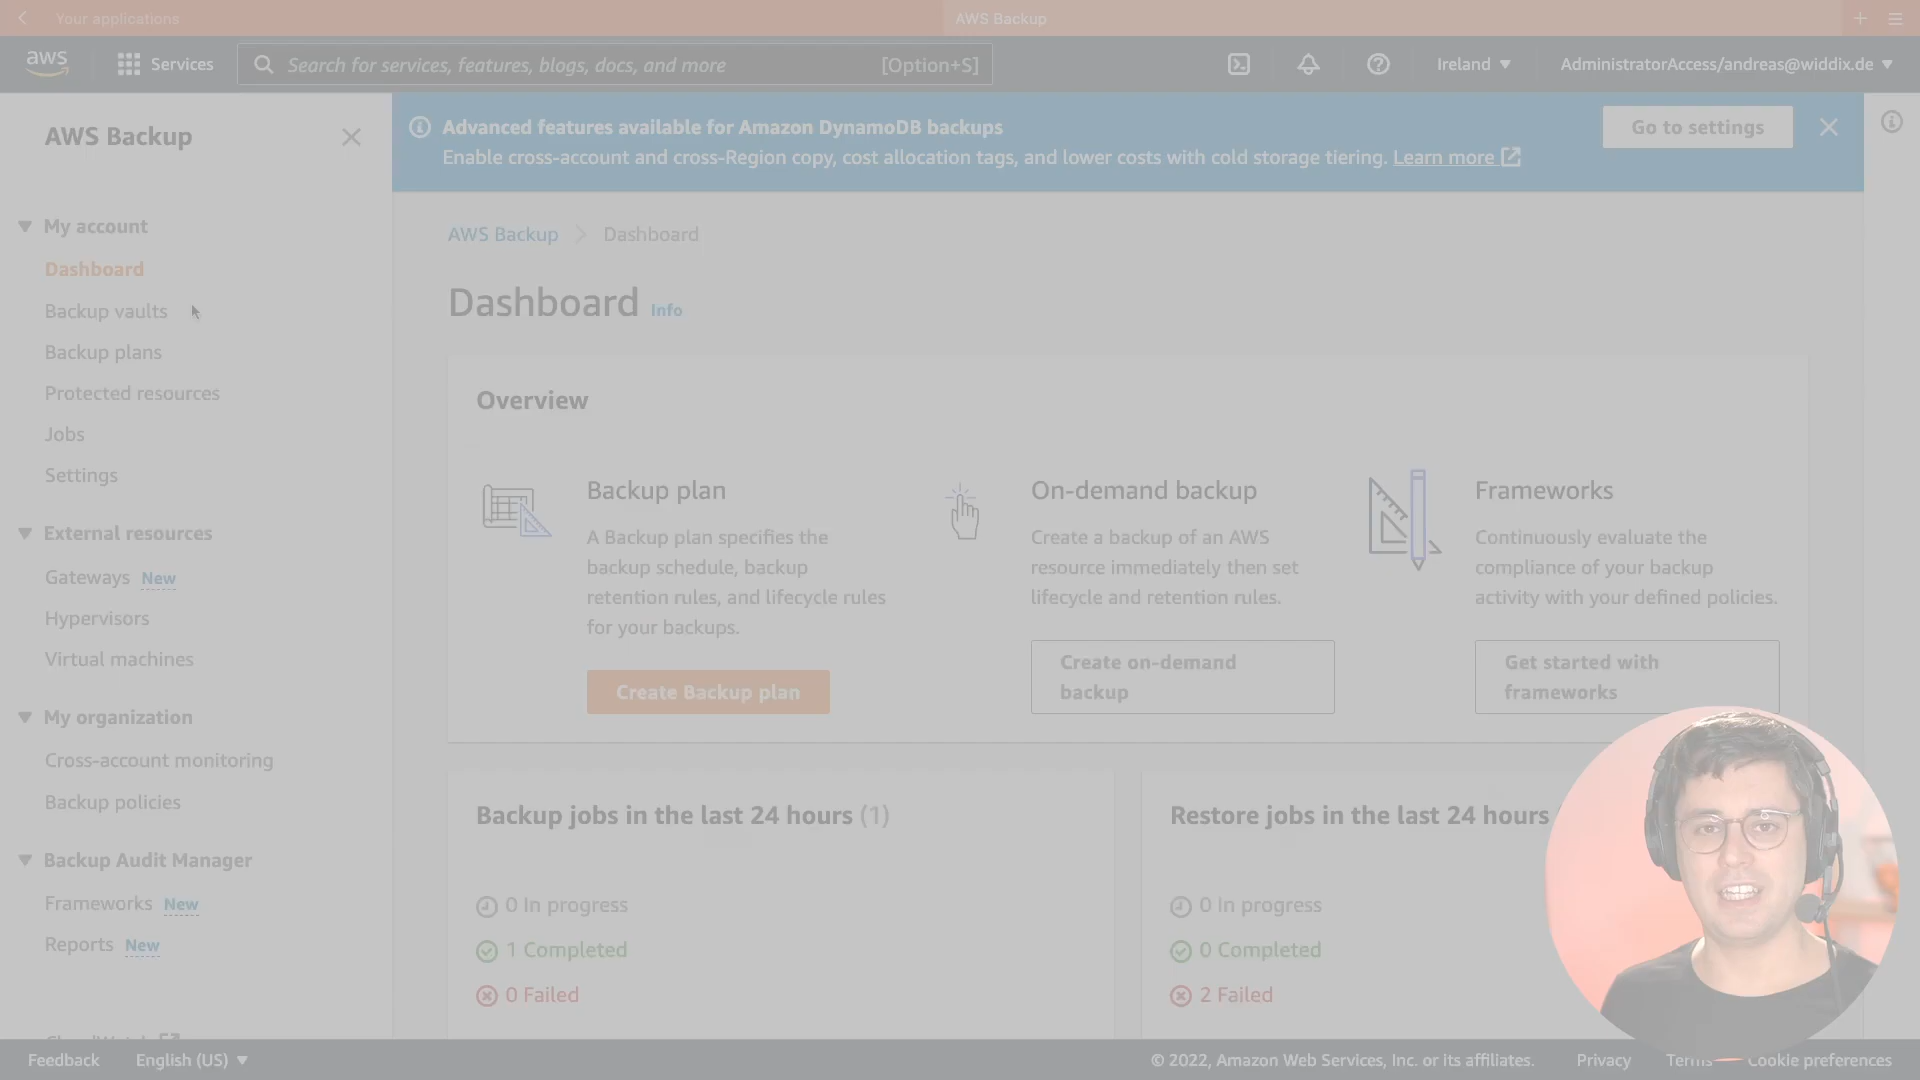 Your applications
AWS Backup
aws
Services
Search for services, features, blogs, docs, and more
[Option+S]
Ireland
AdministratorAccess/andreas@widdix.de
AWS Backup
Advanced features available for Amazon DynamoDB backups
Enable cross-account and cross-Region copy, cost allocation tags, and lower costs with cold storage tiering. Learn more
Go to settings
My account
Dashboard
Backup vaults
Backup plans
Protected resources
Jobs
Settings
External resources
Gateways New
Hypervisors
Virtual machines
My organization
Cross-account monitoring
Backup policies
Backup Audit Manager
Frameworks New
Reports New
AWS Backup
Dashboard
Dashboard Info
Overview
Backup plan
A Backup plan specifies the
backup schedule, backup
retention rules, and lifecycle rules
for your backups.
Create Backup plan
On-demand backup
Create a backup of an AWS
resource immediately then set
lifecycle and retention rules.
Create on-demand
backup
Frameworks
Continuously evaluate the
compliance of your backup
activity with your defined policies.
Get started with
frameworks
Backup jobs in the last 24 hours (1)
0 In progress
1 Completed
0 Failed
Restore jobs in the last 24 hours
0 In progress
0 Completed
2 Failed
Feedback
English (US)
© 2022, Amazon Web Services, Inc. or its affiliates.
Privacy
Terms
Cookie preferences